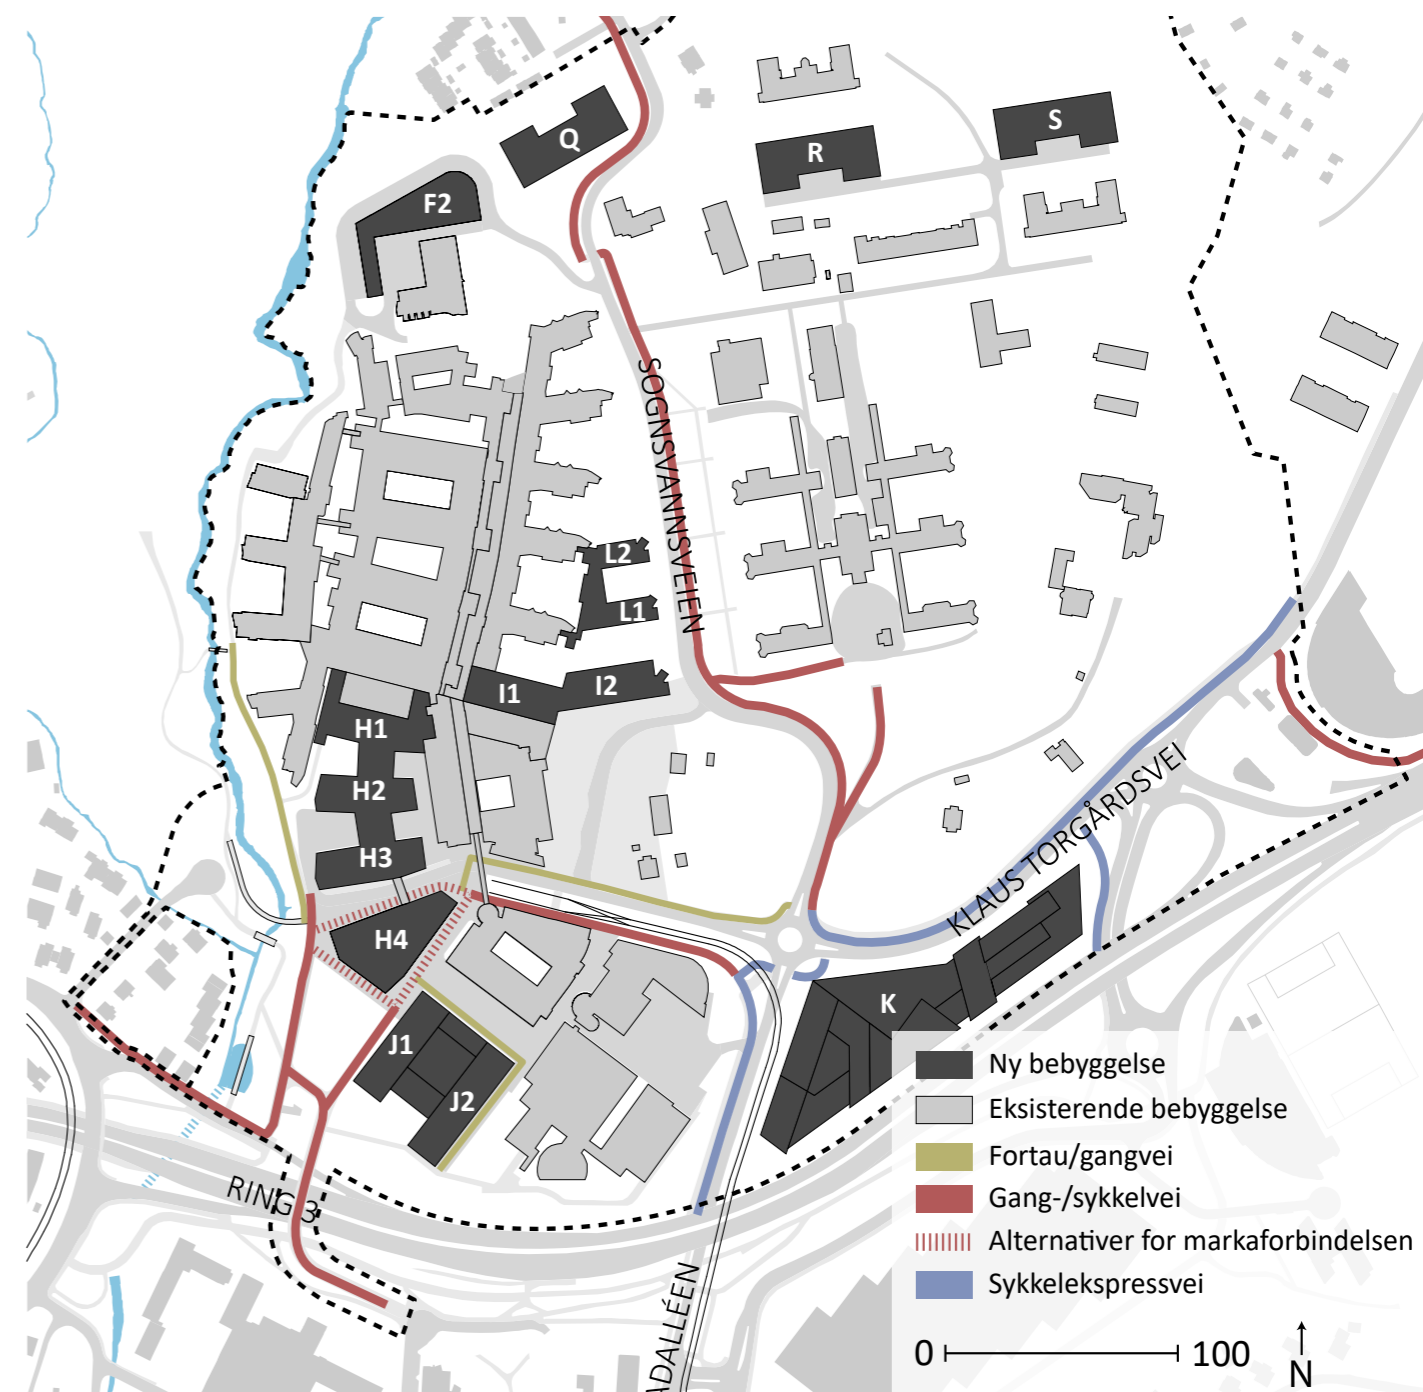 S
Q
R
F2
SOGNSVANNSVEIEN
L2
L1
I1
I2
H1
H2
H3
KLAUS TORGÅRDSVEI
H4
K
J1
J2
RING 3
ADALLÉEN
Ny bebyggelse
Eksisterende bebyggelse
Fortau/gangvei
Gang-/sykkelvei
Alternativer for markaforbindelsen
Sykkelekspressvei
0 100
N